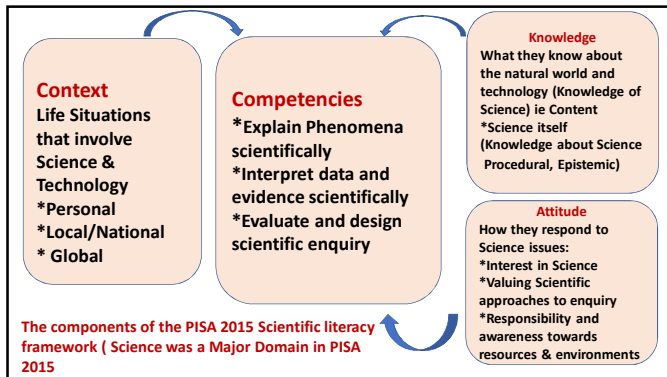 Context
Life Situations
that involve
Science &
Technology
*Personal
*Local/National
* Global
Competencies
*Explain Phenomena
scientifically
*Interpret data and
evidence scientifically
*Evaluate and design
scientific enquiry
Knowledge
What they know about
the natural world and
technology (Knowledge of
Science) ie Content
*Science itself
(Knowledge about Science
Procedural, Epistemic)
Attitude
How they respond to
Science issues:
*Interest in Science
*Valuing Scientific
approaches to enquiry
*Responsibility and
awareness towards
resources & environments
The components of the PISA 2015 Scientific literacy
framework ( Science was a Major Domain in PISA
2015